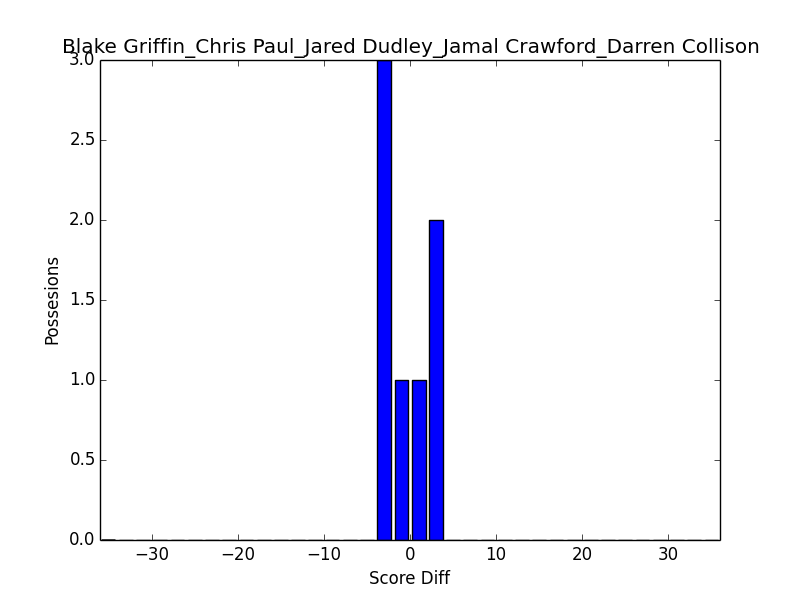 Blake Griffin_Chris Paul_Jared Dudley_Jamal Crawford_Darren Collison
3.0
2.5
2.0
1.5
1.0
0.5
0.0
Possesions
−30 −20 −10 0 10 20 30
Score Diff